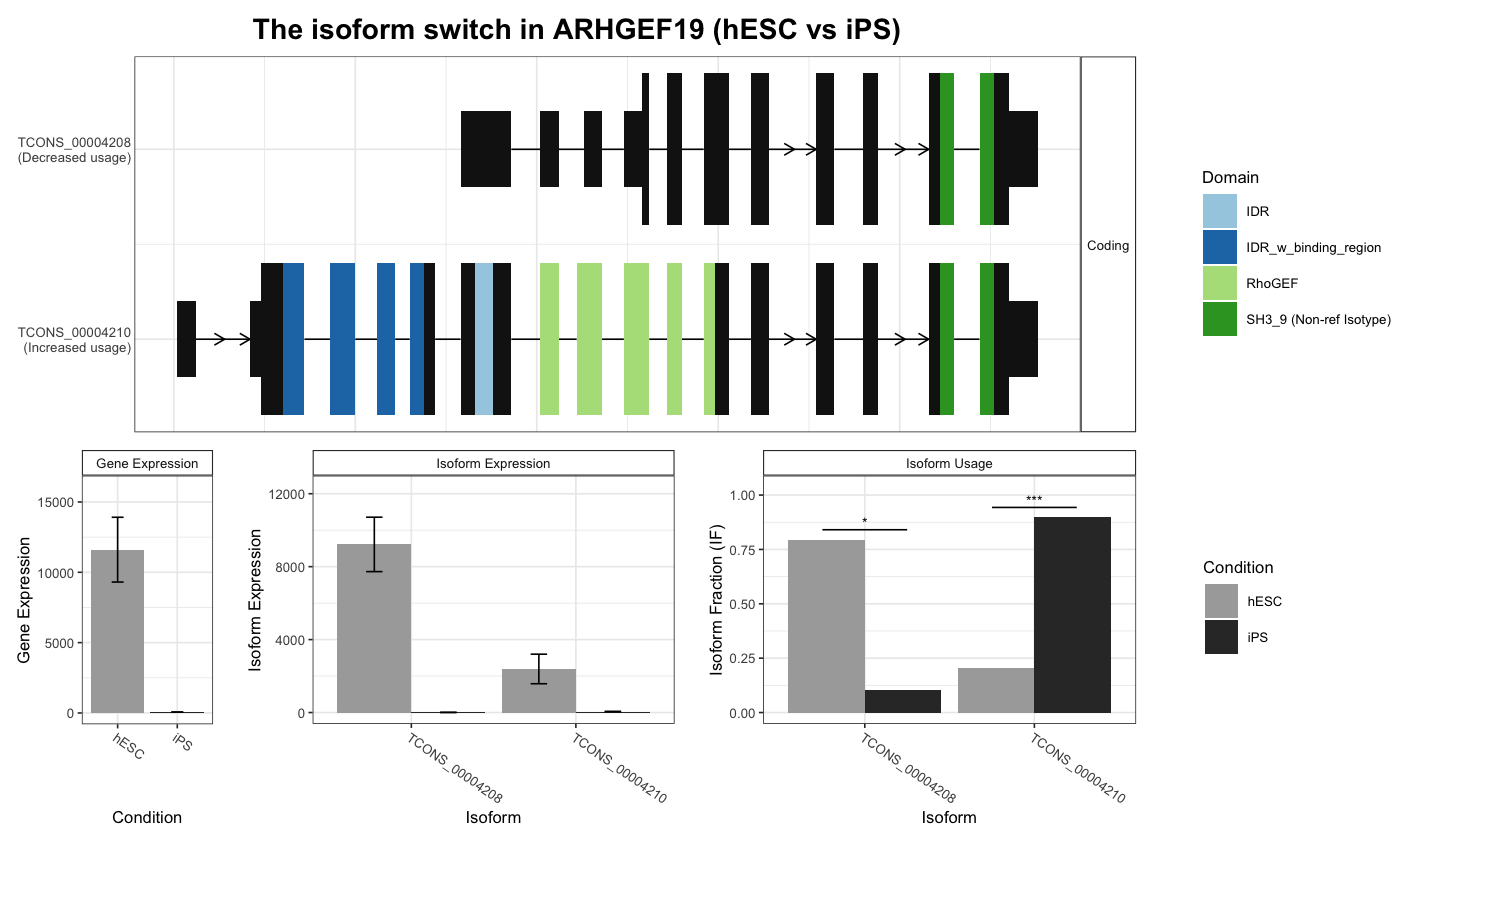 The isoform switch in ARHGEF19 (hESC vs iPS)
TCONS_00004208
(Decreased usage)
TCONS_00004210
(Increased usage)
Coding
Domain
IDR
IDR_w_binding_region
RhoGEF
SH3_9 (Non-ref Isotype)
Gene Expression
Gene Expression
15000
10000
5000
0
hESC
iPS
Condition
Isoform Expression
Isoform Expression
12000
8000
4000
0
TCONS_00004208
TCONS_00004210
Isoform
Isoform Usage
Isoform Fraction (IF)
1.00
0.75
0.50
0.25
0.00
*
***
TCONS_00004208
TCONS_00004210
Isoform
Condition
hESC
iPS